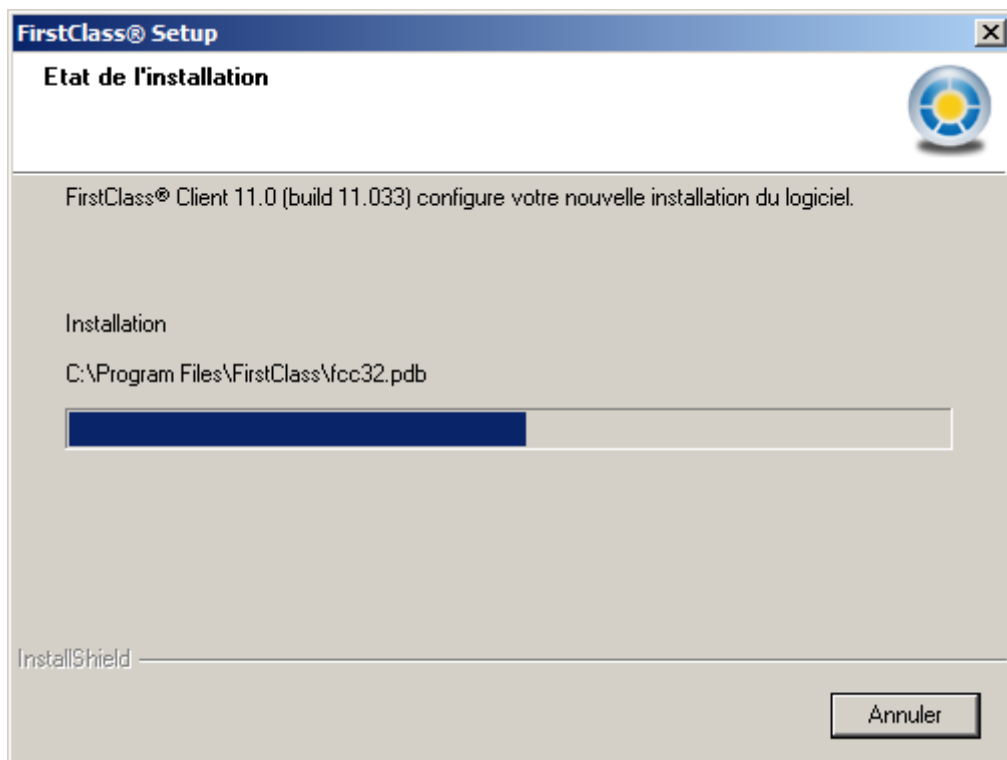 FirstClass® Setup
Etat de l'installation
FirstClass® Client 11.0 (build 11.033) configure votre nouvelle installation du logiciel.
Installation
C:\Program Files\FirstClass\fcc32.pdb
InstallShield
Annuler